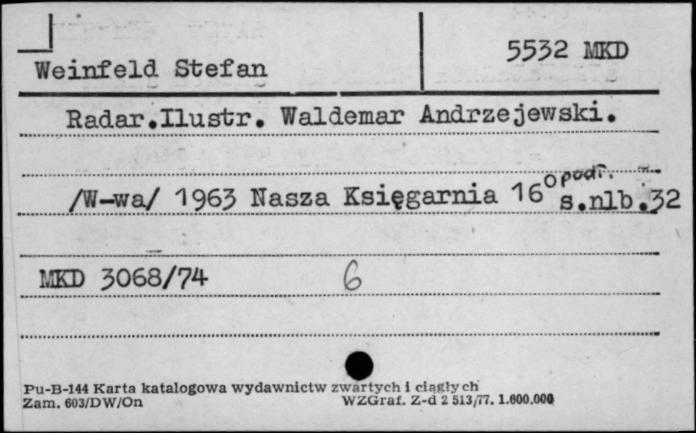 5532 MKD
Weinfeld Stefan
Radar.Ilustr. Waldemar Andrzejewski.
/W-wa/ 1963 Nasza Księgarnia 16° podł. s.nlb.32
MKD 3068/74 6
Pu-B-144 Karta katalogowa wydawnictw zwartych i ciągłych
Zam. 603/DW/On WZGraf. Z-d 2 513/77. 1.600.000